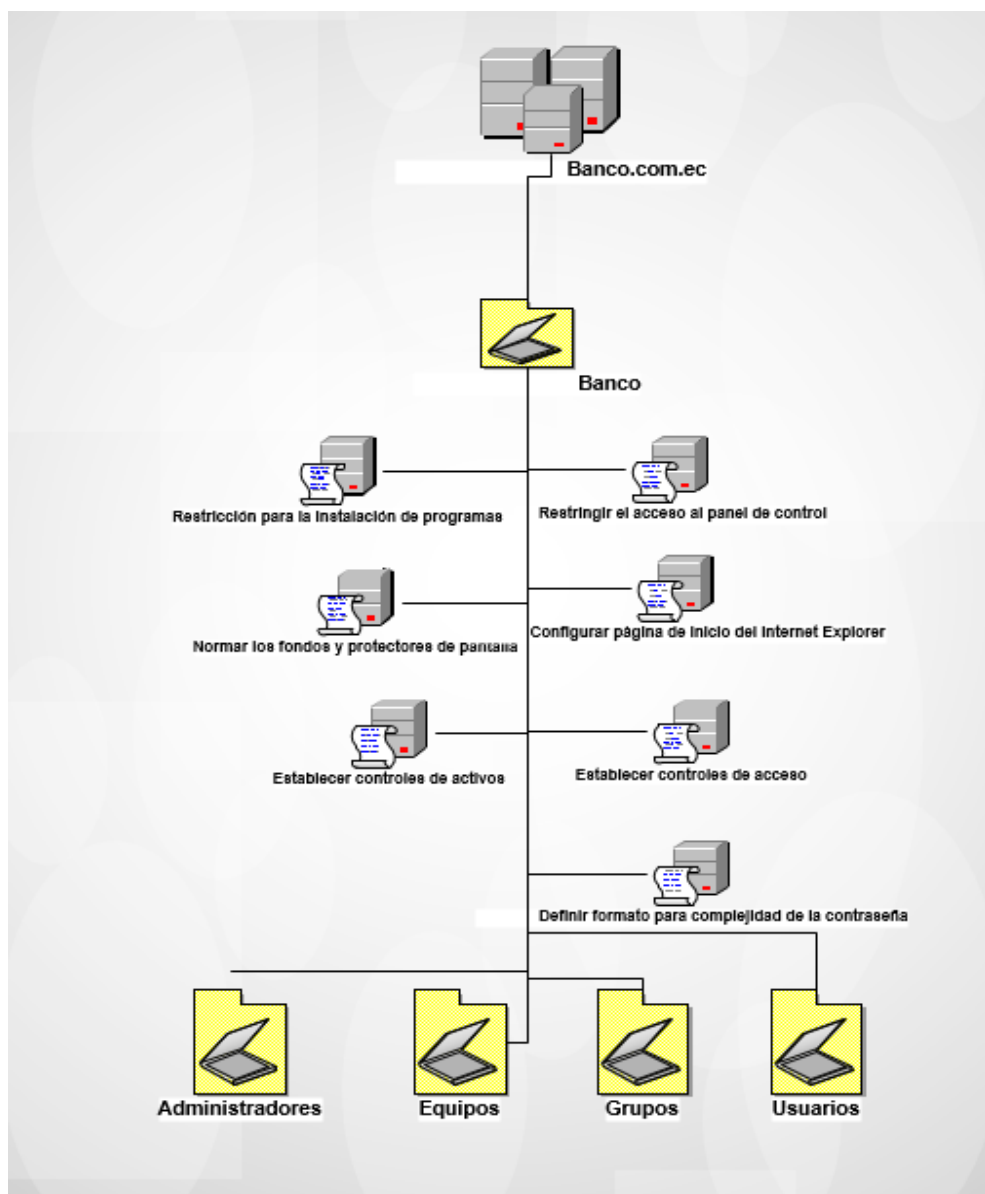 Banco.com.ec
Banco
Restricción para la instalación de programas
Restringir el acceso al panel de control
Normar los fondos y protectores de pantalla
Configurar página de inicio del Internet Explorer
Establecer controles de activos
Establecer controles de acceso
Definir formato para complejidad de la contraseña
Administradores
Equipos
Grupos
Usuarios